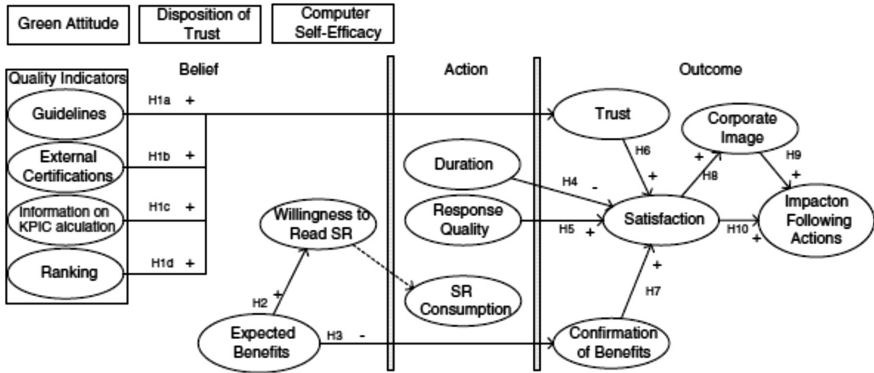 Green Attitude
Disposition of
Trust
Computer
Self-Efficacy
Quality Indicators
Belief
Action
Outcome
Guidelines
H1a +
External
Certifications
H1b +
Information on
KPIC alculation
H1c +
Ranking
H1d +
Willingness to
Read SR
H2 +
Expected
Benefits
H3 -
Duration
H4 -
Response
Quality
H5 +
SR
Consumption
Trust
H6
+
Satisfaction
+
H7
Confirmation
of Benefits
+
H8
Corporate
Image
H9
+
H10
+
Impacton
Following
Actions